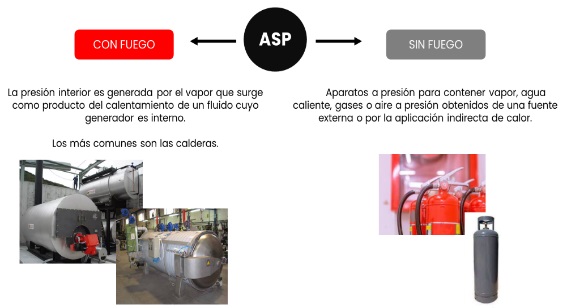 CON FUEGO
ASP
SIN FUEGO
La presión interior es generada por el vapor que surge
como producto del calentamiento de un fluido cuyo
generador es interno.
Los más comunes son las calderas.
Aparatos a presión para contener vapor, agua
caliente, gases o aire a presión obtenidos de una fuente
externa o por la aplicación indirecta de calor.